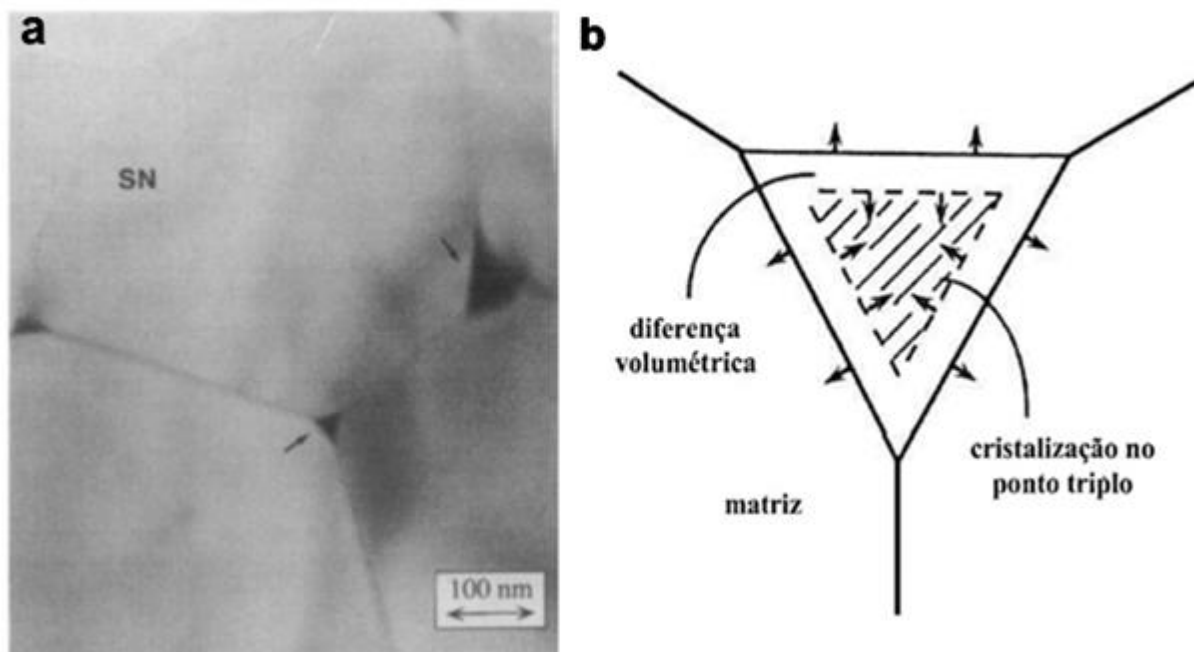 a
SN
100 nm
b
diferença
volumétrica
cristalização no
ponto triplo
matriz